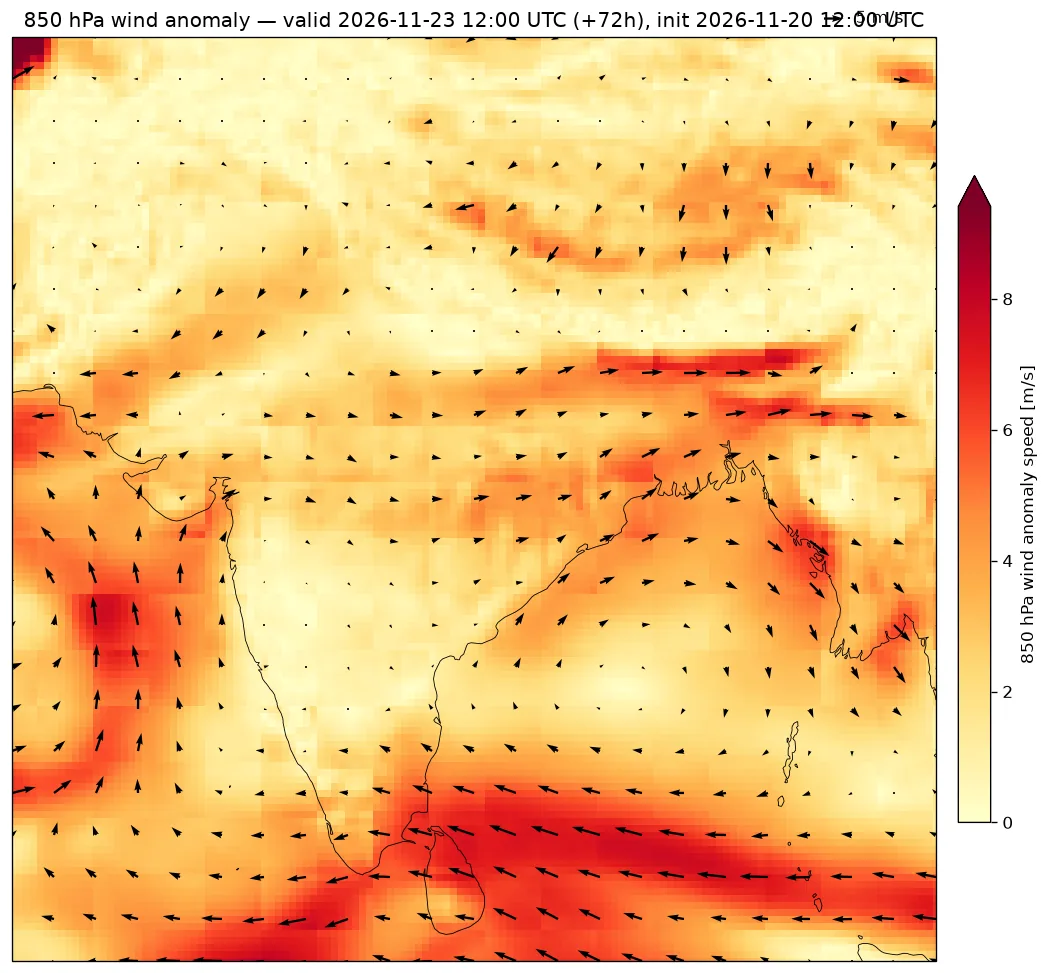 850 hPa wind anomaly — valid 2026-11-23 12:00 UTC (+72h), init 2026-11-20 12:00 UTC
5 m/s
8
6
4
2
0
850 hPa wind anomaly speed [m/s]